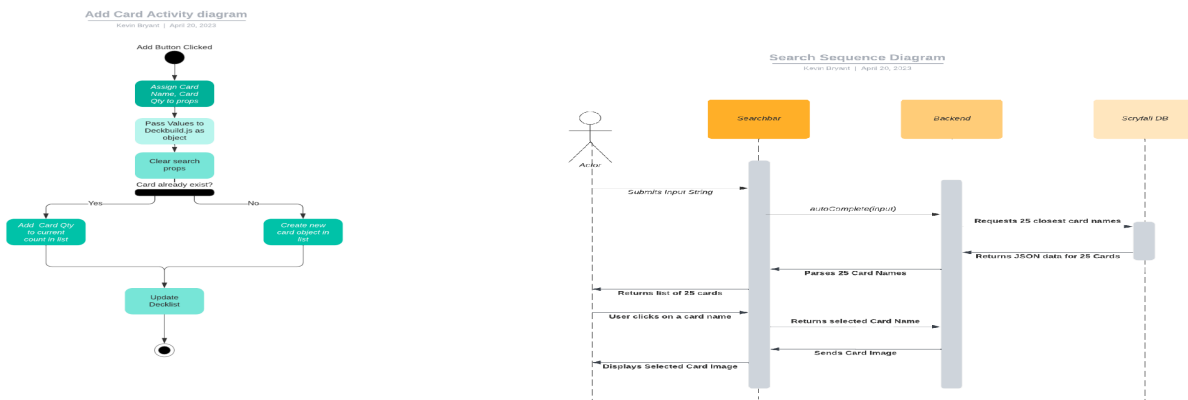 Add Card Activity diagram
Kevin Bryant | April 20, 2023
Add Button Clicked
Assign Card
Name, Card
Qty to props
Pass Values to
Deckbuild.js as
object
Clear search
props
Card already exist?
Yes
No
Add Card Qty
to current
count in list
Create new
card object in
list
Update
Decklist
Search Sequence Diagram
Kevin Bryant | April 20, 2023
Searchbar
Backend
Scryfall DB
Actor
Submits Input String
autoComplete(input)
Requests 25 closest card names
Returns JSON data for 25 Cards
Parses 25 Card Names
Returns list of 25 cards
User clicks on a card name
Returns selected Card Name
Sends Card Image
Displays Selected Card Image